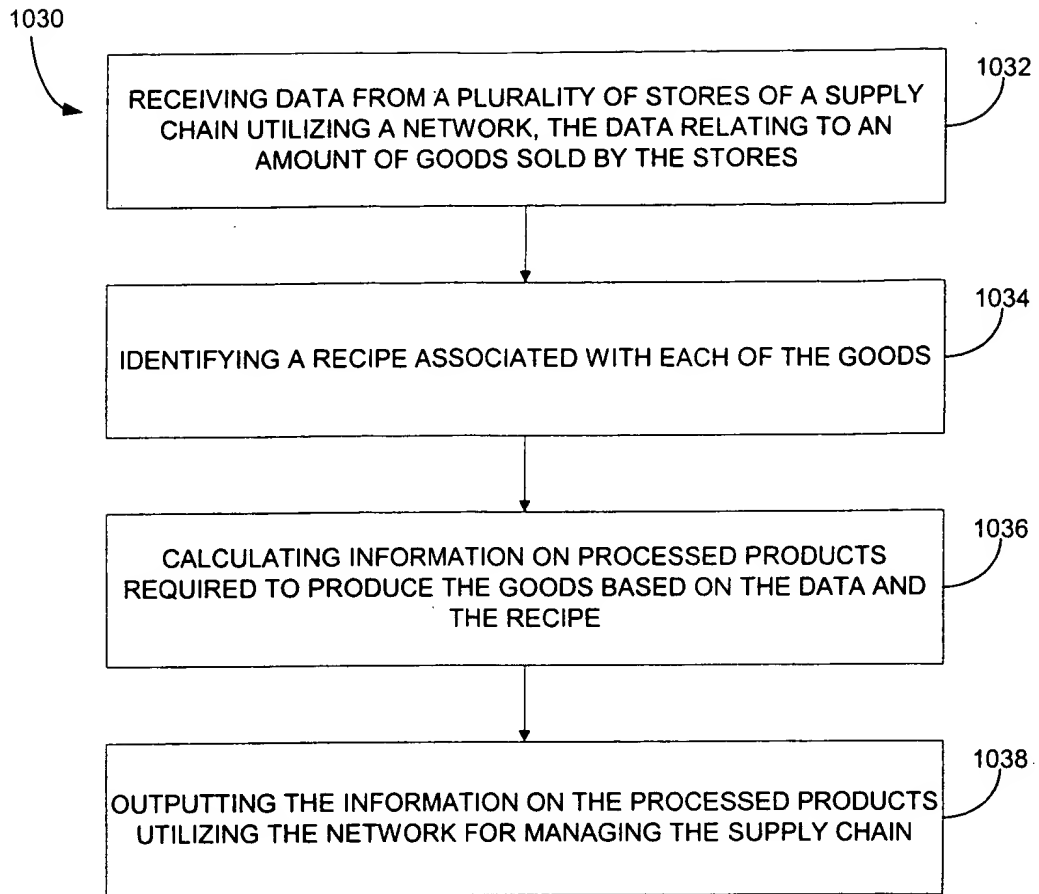 1030
1032
RECEIVING DATA FROM A PLURALITY OF STORES OF A SUPPLY
CHAIN UTILIZING A NETWORK, THE DATA RELATING TO AN
AMOUNT OF GOODS SOLD BY THE STORES
1034
IDENTIFYING A RECIPE ASSOCIATED WITH EACH OF THE GOODS
1036
CALCULATING INFORMATION ON PROCESSED PRODUCTS
REQUIRED TO PRODUCE THE GOODS BASED ON THE DATA AND
THE RECIPE
1038
OUTPUTTING THE INFORMATION ON THE PROCESSED PRODUCTS
UTILIZING THE NETWORK FOR MANAGING THE SUPPLY CHAIN